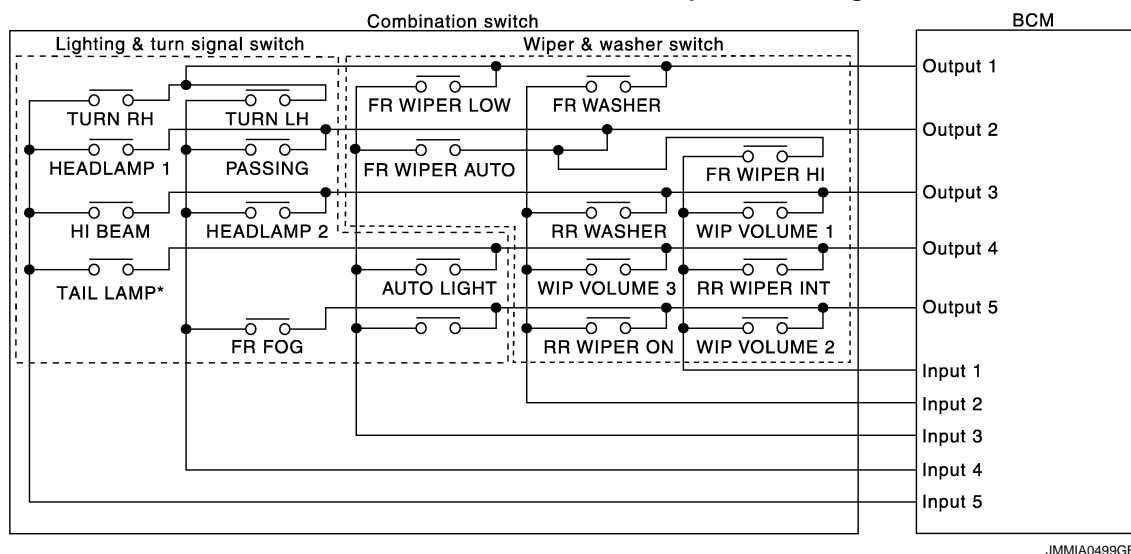 Combination switch
BCM
Lighting & turn signal switch
Wiper & washer switch
Output 1
TURN RH
TURN LH
FR WIPER LOW
FR WASHER
Output 2
HEADLAMP 1
PASSING
FR WIPER AUTO
FR WIPER HI
Output 3
HI BEAM
HEADLAMP 2
RR WASHER
WIP VOLUME 1
Output 4
TAIL LAMP*
AUTO LIGHT
WIP VOLUME 3
RR WIPER INT
Output 5
FR FOG
RR WIPER ON
WIP VOLUME 2
Input 1
Input 2
Input 3
Input 4
Input 5